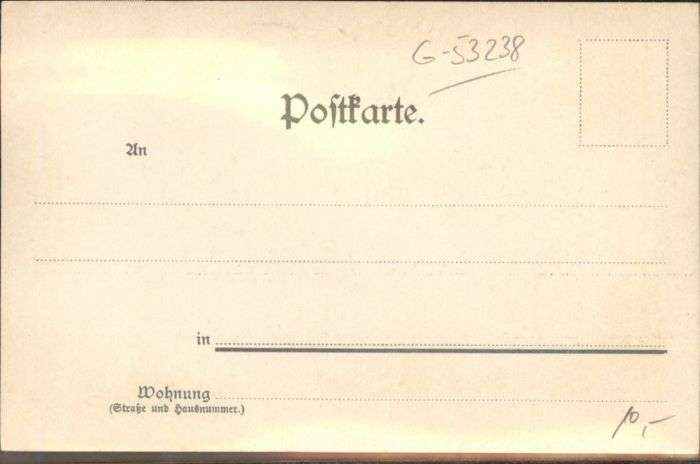 G-53238
Postkarte.
An
in
Wohnung
(Straße und Hausnummer.)
10,-